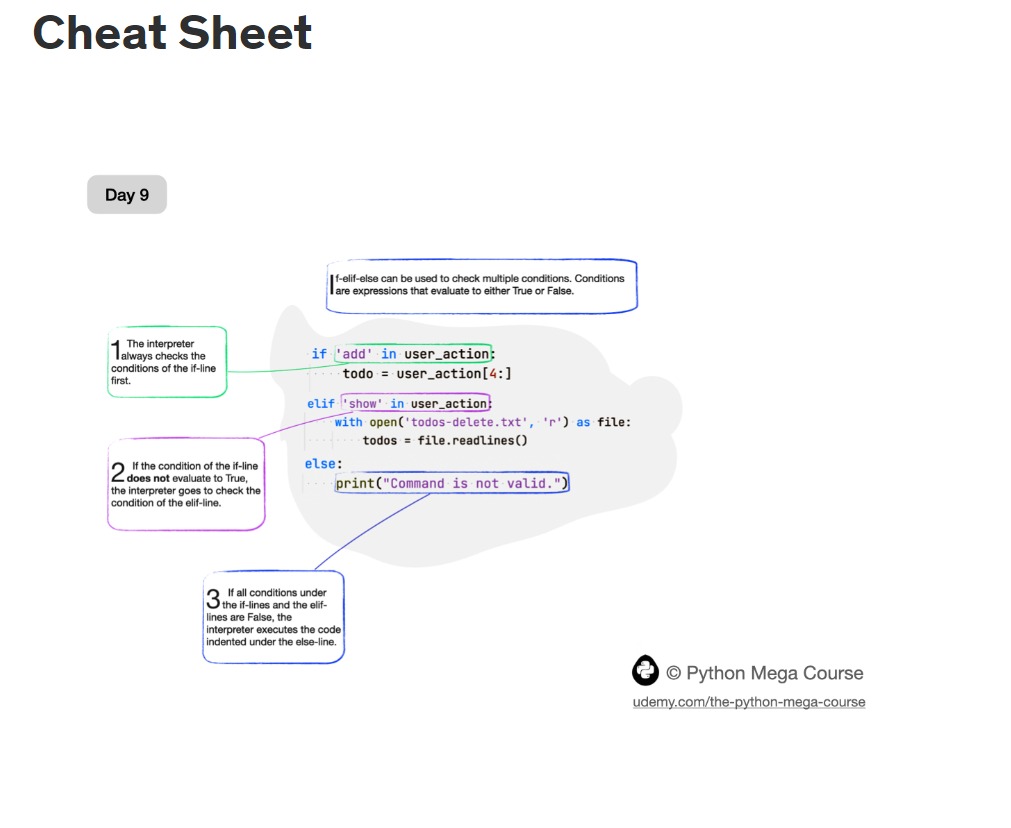 Cheat Sheet
Day 9
If-elif-else can be used to check multiple conditions. Conditions
are expressions that evaluate to either True or False.
1 The interpreter
always checks the
conditions of the if-line
first.
if 'add' in user_action:
todo = user_action[4:]
elif 'show' in user_action:
with open('todos-delete.txt', 'r') as file:
todos = file.readlines()
else:
print("Command is not valid.")
2 If the condition of the if-line
does not evaluate to True,
the interpreter goes to check the
condition of the elif-line.
3 If all conditions under
the if-lines and the elif-
lines are False, the
interpreter executes the code
indented under the else-line.
© Python Mega Course
udemy.com/the-python-mega-course